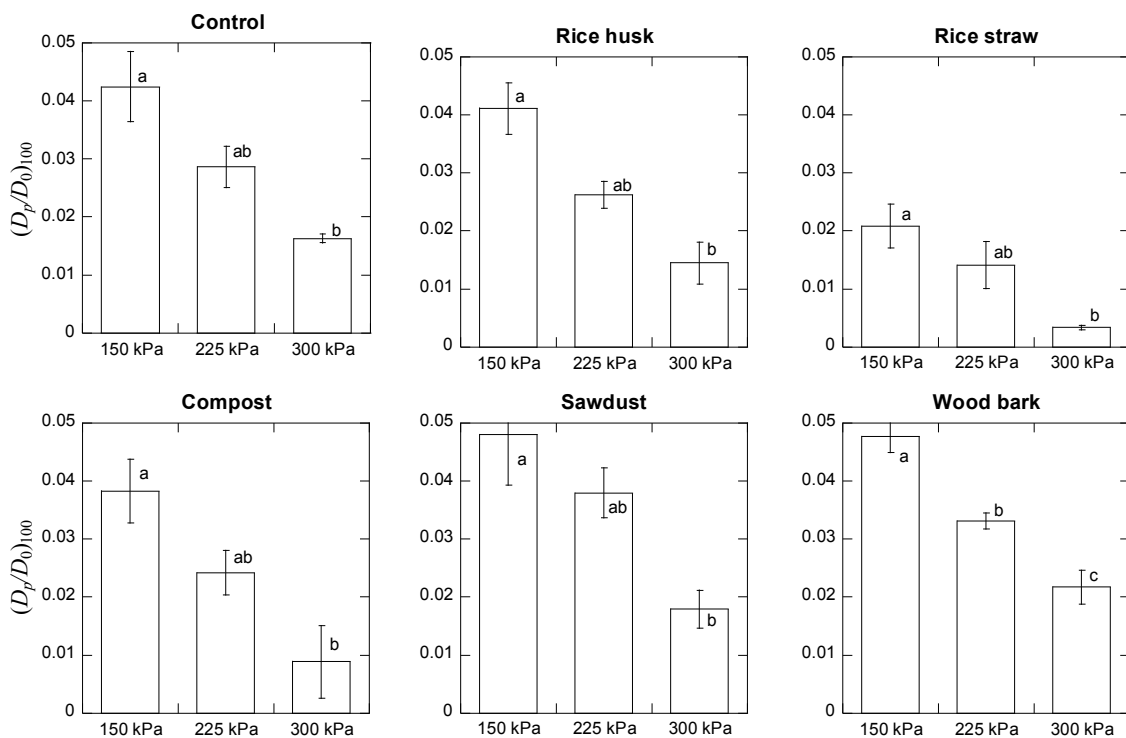 Control
0.05
0.04
0.03
0.02
0.01
0
(Dp/D0)100
a
ab
b
150 kPa 225 kPa 300 kPa
Rice husk
0.05
0.04
0.03
0.02
0.01
0
a
ab
b
150 kPa 225 kPa 300 kPa
Rice straw
0.05
0.04
0.03
0.02
0.01
0
a
ab
b
150 kPa 225 kPa 300 kPa
Compost
0.05
0.04
0.03
0.02
0.01
0
(Dp/D0)100
a
ab
b
150 kPa 225 kPa 300 kPa
Sawdust
0.05
0.04
0.03
0.02
0.01
0
a
ab
b
150 kPa 225 kPa 300 kPa
Wood bark
0.05
0.04
0.03
0.02
0.01
0
a
b
c
150 kPa 225 kPa 300 kPa